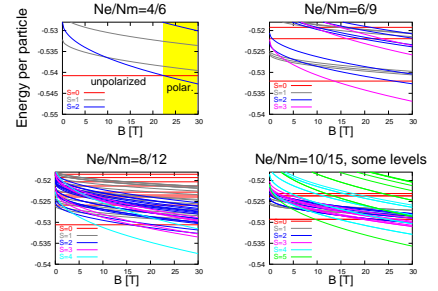 Ne/Nm=4/6
Ne/Nm=6/9
Energy per particle
-0.53
-0.535
-0.54
-0.545
-0.55
unpolarized
polar.
S=0
S=1
S=2
0 5 10 15 20 25 30
B [T]
-0.52
-0.525
-0.53
-0.535
-0.54
S=0
S=1
S=2
S=3
0 5 10 15 20 25 30
B [T]
Ne/Nm=8/12
Ne/Nm=10/15, some levels
-0.52
-0.525
-0.53
-0.535
-0.54
S=0
S=1
S=2
S=3
S=4
0 5 10 15 20 25 30
B [T]
-0.52
-0.525
-0.53
-0.535
-0.54
S=0
S=1
S=2
S=3
S=4
S=5
0 5 10 15 20 25 30
B [T]